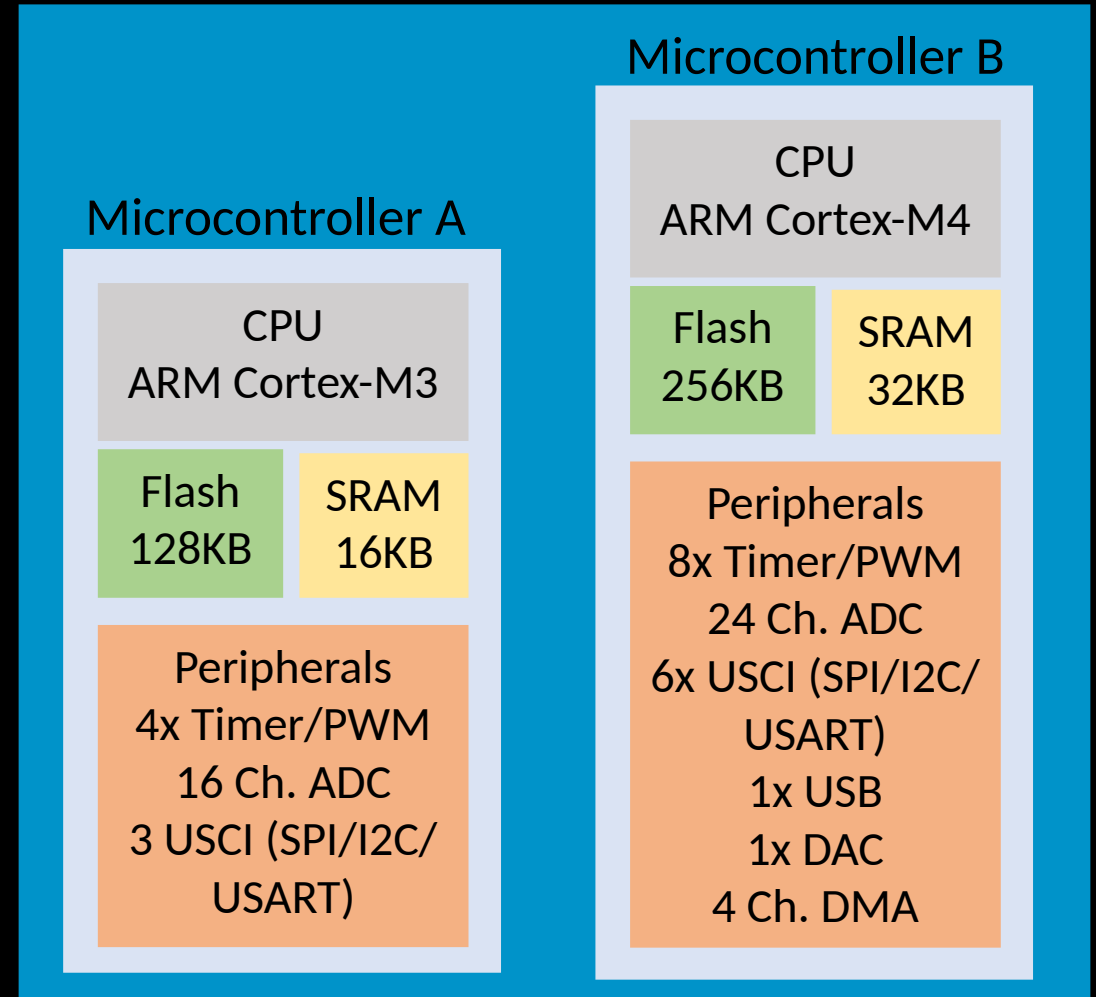 Microcontroller A
CPU
ARM Cortex-M3
Flash
128KB
SRAM
16KB
Peripherals
4x Timer/PWM
16 Ch. ADC
3 USCI (SPI/I2C/
USART)
Microcontroller B
CPU
ARM Cortex-M4
Flash
256KB
SRAM
32KB
Peripherals
8x Timer/PWM
24 Ch. ADC
6x USCI (SPI/I2C/
USART)
1x USB
1x DAC
4 Ch. DMA